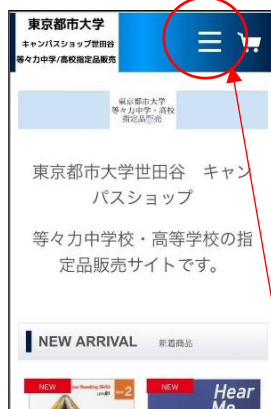 東京都市大学
キャンパスショップ世田谷
等々力中学/高校指定品販売
東京都市大学
等々力中学・高校
指定品販売
東京都市大学世田谷　キャン
パスショップ
等々力中学校・高等学校の指
定品販売サイトです。
NEW ARRIVAL 新着商品
NEW
Reading Skills
-2
NEW
Hear
Me